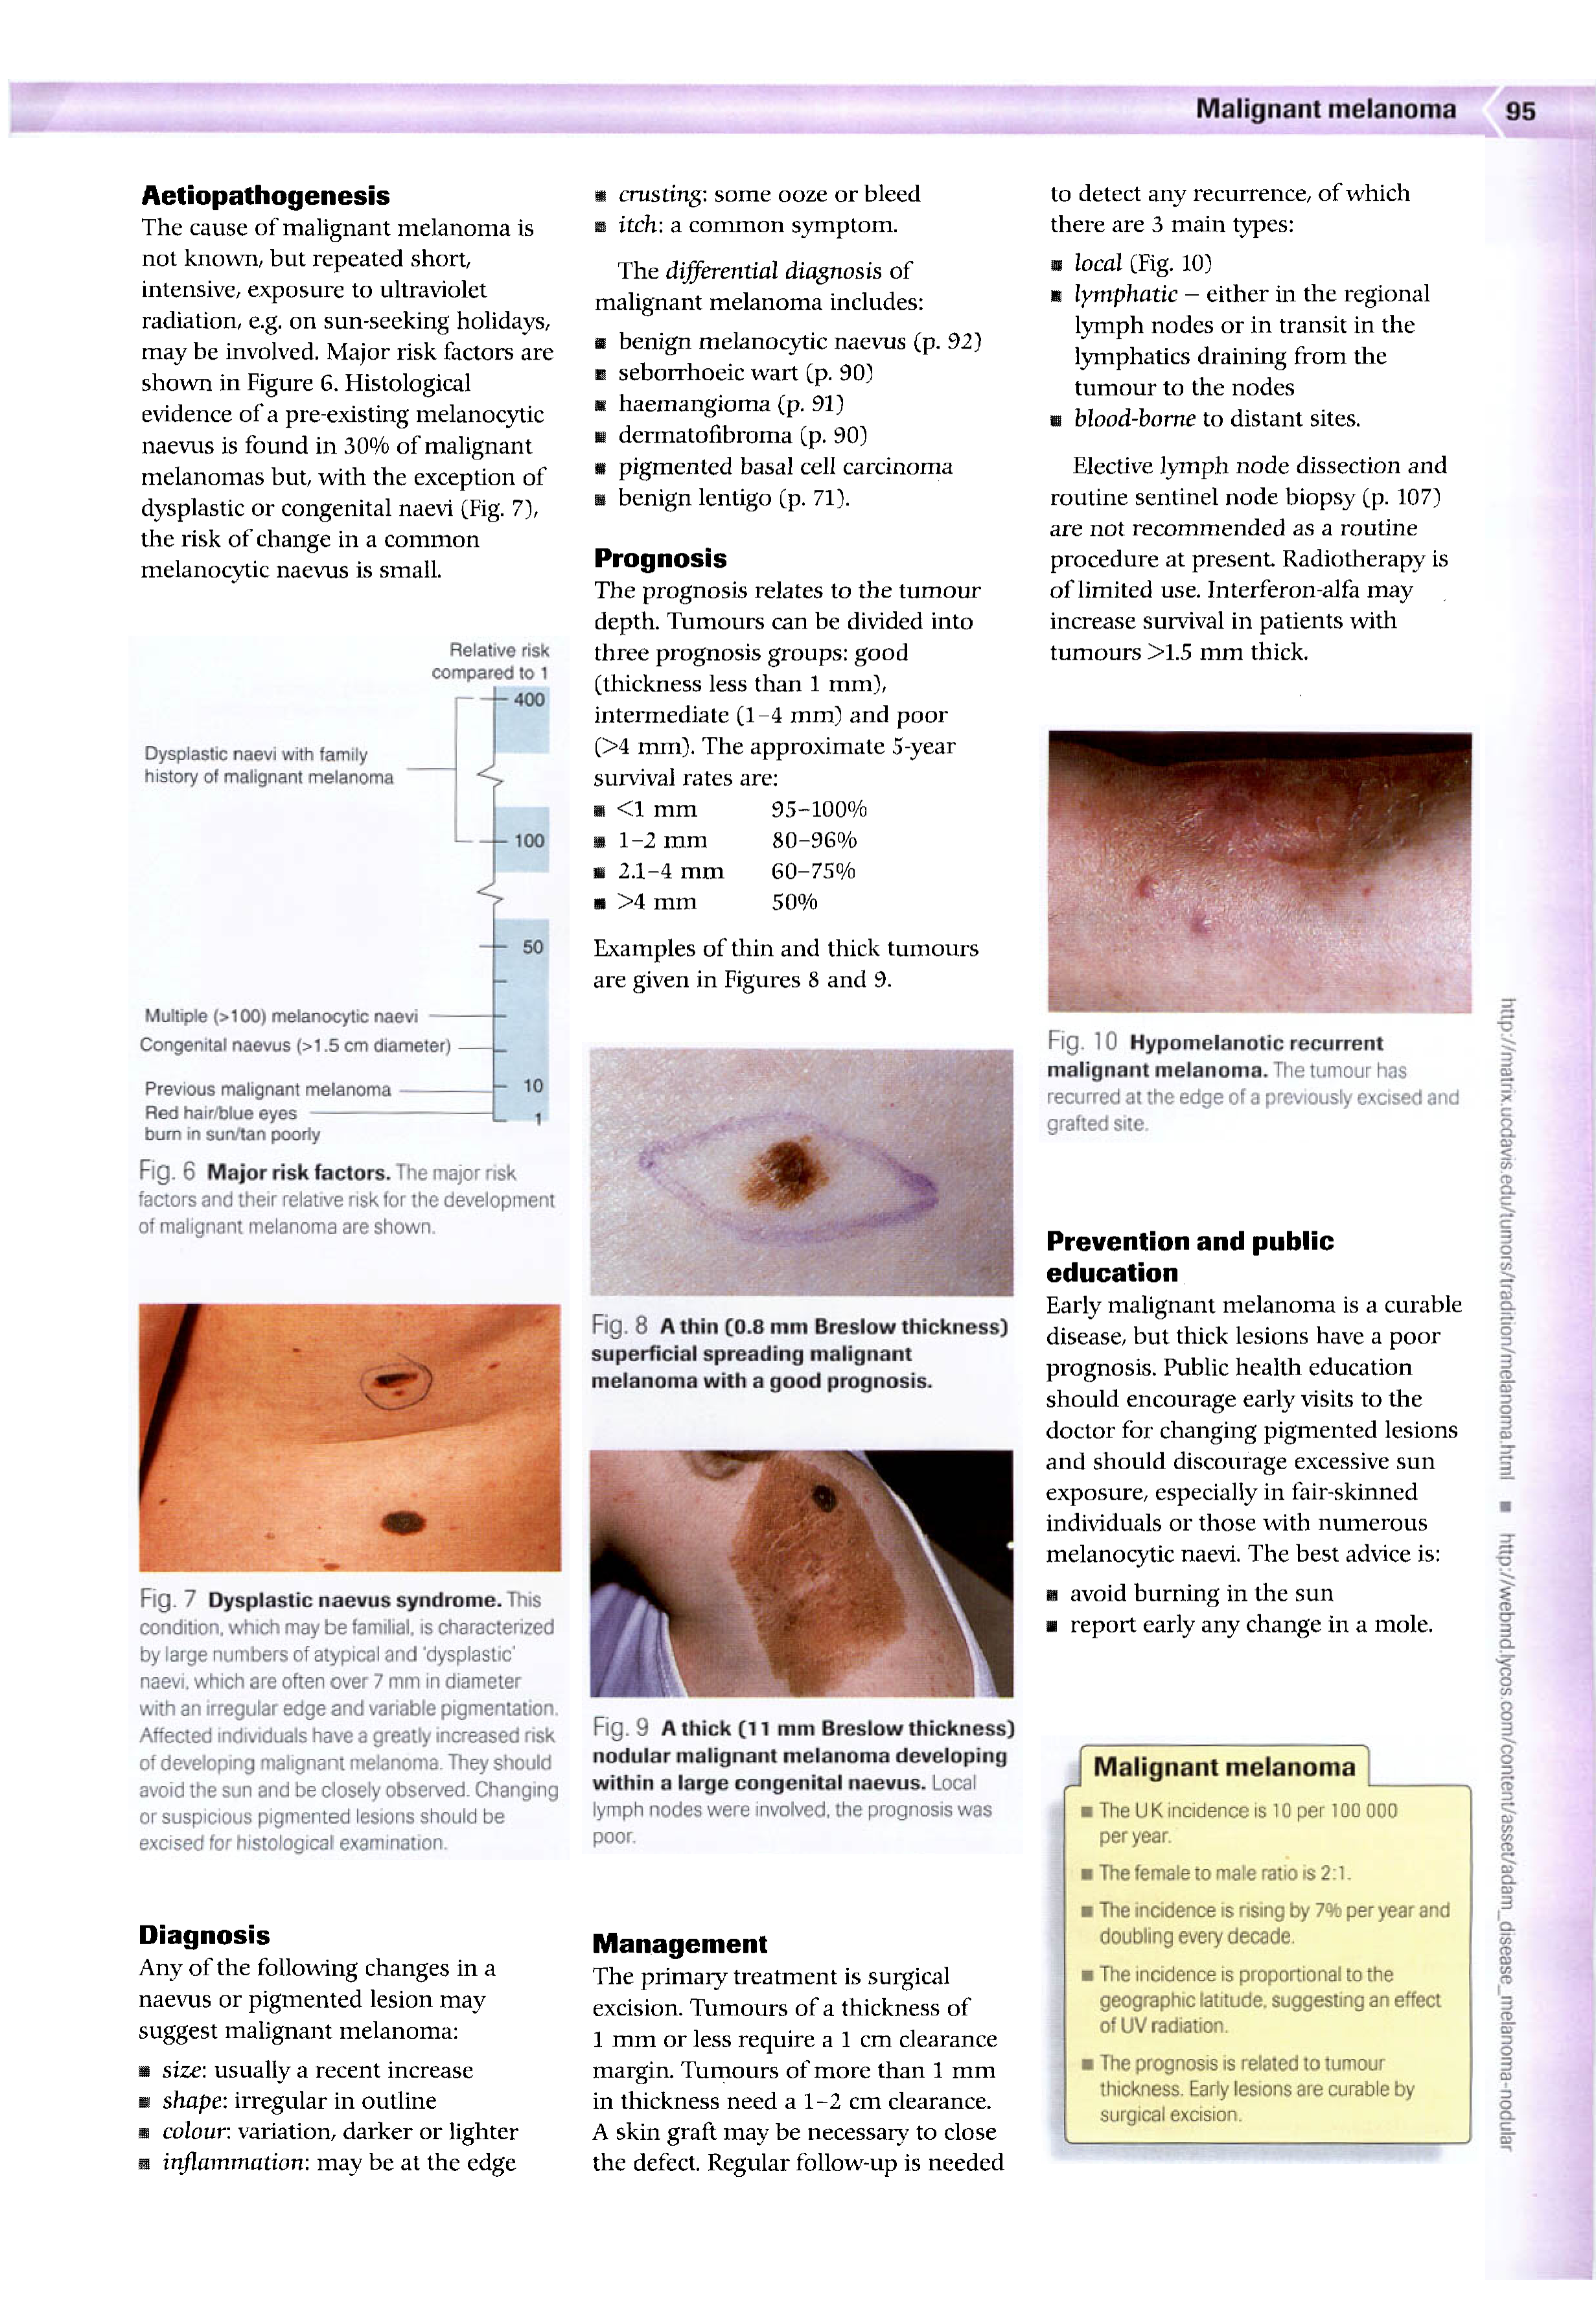 Malignant melanoma 95
Aetiopathogenesis
The cause of malignant melanoma is
not known, but repeated short,
intensive, exposure to ultraviolet
radiation, e.g. on sun-seeking holidays,
may be involved. Major risk factors are
shown in Figure 6. Histological
evidence of a pre-existing melanocytic
naevus is found in 30% of malignant
melanomas but, with the exception of
dysplastic or congenital naevi (Fig. 7),
the risk of change in a common
melanocytic naevus is small.
Relative risk
compared to 1
400
Dysplastic naevi with family
history of malignant melanoma
100
50
Multiple (>100) melanocytic naevi
Congenital naevus (>1.5 cm diameter)
Previous malignant melanoma
10
Red hair/blue eyes
burn in sun/tan poorly
1
Fig. 6 Major risk factors. The major risk
factors and their relative risk for the development
of malignant melanoma are shown.
Fig. 7 Dysplastic naevus syndrome. This
condition, which may be familial, is characterized
by large numbers of atypical and 'dysplastic'
naevi, which are often over 7 mm in diameter
with an irregular edge and variable pigmentation.
Affected individuals have a greatly increased risk
of developing malignant melanoma. They should
avoid the sun and be closely observed. Changing
or suspicious pigmented lesions should be
excised for histological examination.
Diagnosis
Any of the following changes in a
naevus or pigmented lesion may
suggest malignant melanoma:
■ size: usually a recent increase
■ shape: irregular in outline
■ colour: variation, darker or lighter
■ inflammation: may be at the edge
■ crusting: some ooze or bleed
■ itch: a common symptom.
The differential diagnosis of
malignant melanoma includes:
■ benign melanocytic naevus (p. 92)
■ seborrhoeic wart (p. 90)
■ haemangioma (p. 91)
■ dermatofibroma (p. 90)
■ pigmented basal cell carcinoma
■ benign lentigo (p. 71).
Prognosis
The prognosis relates to the tumour
depth. Tumours can be divided into
three prognosis groups: good
(thickness less than 1 mm),
intermediate (1–4 mm) and poor
(>4 mm). The approximate 5-year
survival rates are:
■ <1 mm 95–100%
■ 1–2 mm 80–96%
■ 2.1–4 mm 60–75%
■ >4 mm 50%
Examples of thin and thick tumours
are given in Figures 8 and 9.
Fig. 8 A thin (0.8 mm Breslow thickness)
superficial spreading malignant
melanoma with a good prognosis.
Fig. 9 A thick (11 mm Breslow thickness)
nodular malignant melanoma developing
within a large congenital naevus. Local
lymph nodes were involved, the prognosis was
poor.
Management
The primary treatment is surgical
excision. Tumours of a thickness of
1 mm or less require a 1 cm clearance
margin. Tumours of more than 1 mm
in thickness need a 1–2 cm clearance.
A skin graft may be necessary to close
the defect. Regular follow-up is needed
to detect any recurrence, of which
there are 3 main types:
■ local (Fig. 10)
■ lymphatic – either in the regional
lymph nodes or in transit in the
lymphatics draining from the
tumour to the nodes
■ blood-borne to distant sites.
Elective lymph node dissection and
routine sentinel node biopsy (p. 107)
are not recommended as a routine
procedure at present. Radiotherapy is
of limited use. Interferon-alfa may
increase survival in patients with
tumours >1.5 mm thick.
Fig. 10 Hypomelanotic recurrent
malignant melanoma. The tumour has
recurred at the edge of a previously excised and
grafted site.
Prevention and public
education
Early malignant melanoma is a curable
disease, but thick lesions have a poor
prognosis. Public health education
should encourage early visits to the
doctor for changing pigmented lesions
and should discourage excessive sun
exposure, especially in fair-skinned
individuals or those with numerous
melanocytic naevi. The best advice is:
■ avoid burning in the sun
■ report early any change in a mole.
Malignant melanoma
■ The UK incidence is 10 per 100 000
per year.
■ The female to male ratio is 2:1.
■ The incidence is rising by 7% per year and
doubling every decade.
■ The incidence is proportional to the
geographic latitude, suggesting an effect
of UV radiation.
■ The prognosis is related to tumour
thickness. Early lesions are curable by
surgical excision.
http://matrix.ucdavis.edu/tumors/tradition/melanoma.html ■ http://webmd.lycos.com/content/asset/adam_disease_melanoma-nodular